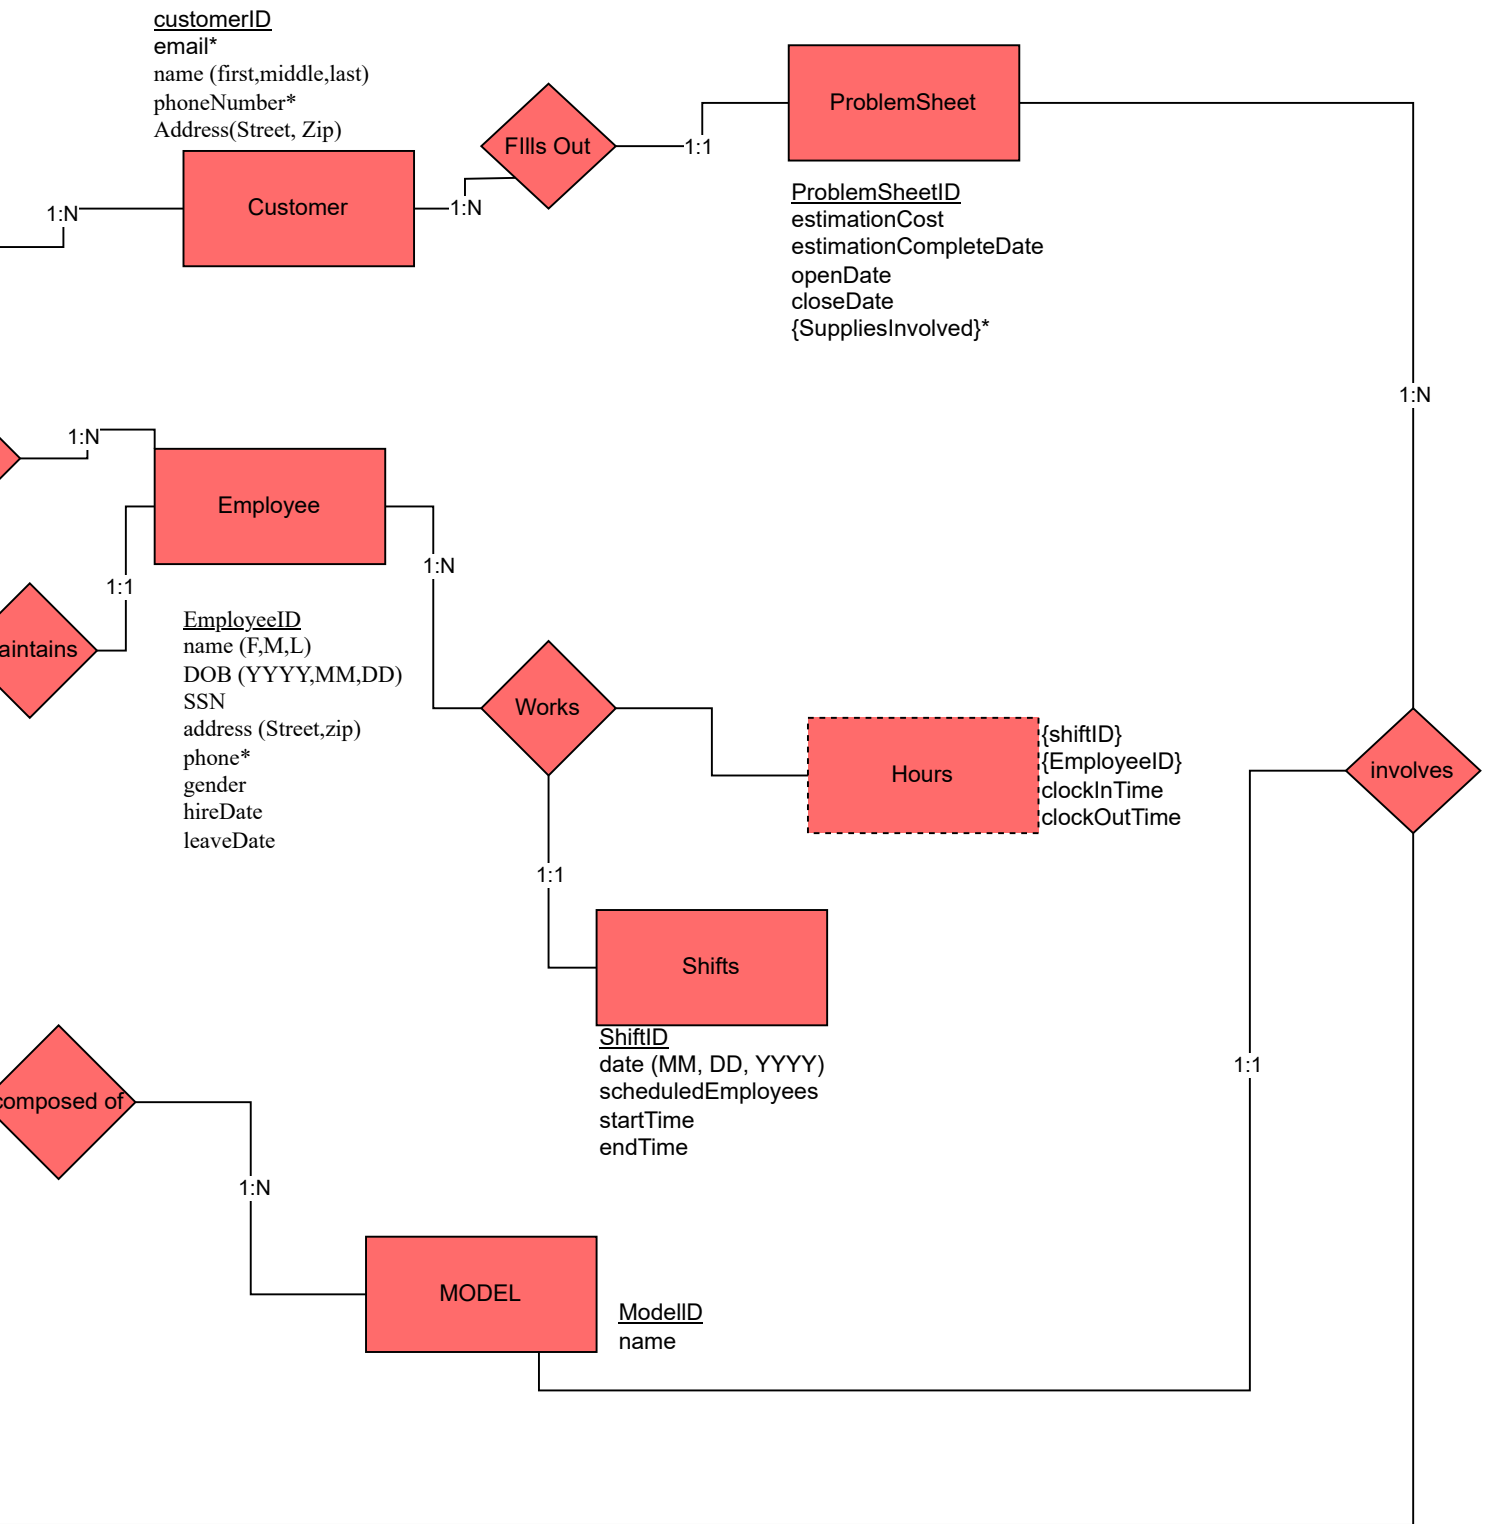 customerID
email*
name (first,middle,last)
phoneNumber*
Address(Street, Zip)
FIlls Out
1:1
ProblemSheet
1:N
Customer
1:N
ProblemSheetID
estimationCost
estimationCompleteDate
openDate
closeDate
{SuppliesInvolved}*
1:N
1:N
Employee
1:N
1:1
EmployeeID
name (F,M,L)
DOB (YYYY,MM,DD)
SSN
address (Street,zip)
phone*
gender
hireDate
leaveDate
aintains
Works
Hours
{shiftID}
{EmployeeID}
clockInTime
clockOutTime
involves
1:1
Shifts
ShiftID
date (MM, DD, YYYY)
scheduledEmployees
startTime
endTime
1:1
composed of
1:N
MODEL
ModelID
name